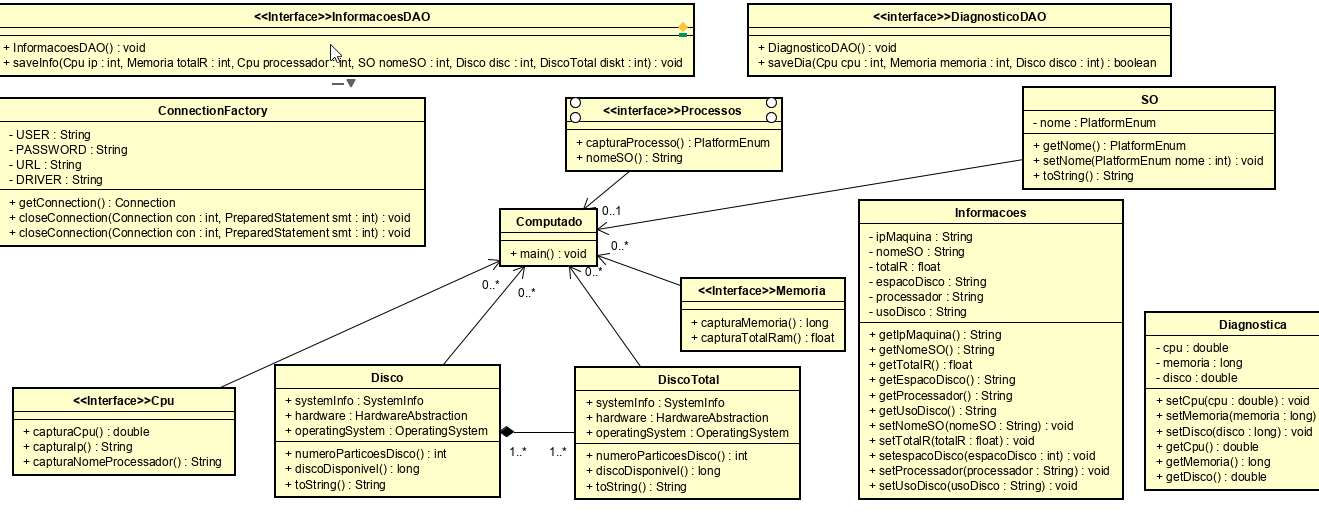 <<Interface>>InformacoesDAO
+ InformacoesDAO() : void
+ saveInfo(Cpu ip : int, Memoria totalR : int, Cpu processador : int, SO nomeSO : int, Disco disc : int, DiscoTotal diskt : int) : void
<<interface>>DiagnosticoDAO
+ DiagnosticoDAO() : void
+ saveDia(Cpu cpu : int, Memoria memoria : int, Disco disco : int) : boolean
ConnectionFactory
- USER : String
- PASSWORD : String
- URL : String
- DRIVER : String
+ getConnection() : Connection
+ closeConnection(Connection con : int, PreparedStatement smt : int) : void
+ closeConnection(Connection con : int, PreparedStatement smt : int) : void
<<interface>>Processos
+ capturaProcesso() : PlatformEnum
+ nomeSO() : String
SO
- nome : PlatformEnum
+ getNome() : PlatformEnum
+ setNome(PlatformEnum nome : int) : void
+ toString() : String
Computado
+ main() : void
0..1
0..*
0..*
0..*
0..*
<<Interface>>Memoria
+ capturaMemoria() : long
+ capturaTotalRam() : float
Informacoes
- ipMaquina : String
- nomeSO : String
- totalR : float
- espacoDisco : String
- processador : String
- usoDisco : String
+ getIpMaquina() : String
+ getNomeSO() : String
+ getTotalR() : float
+ getEspacoDisco() : String
+ getProcessador() : String
+ getUsoDisco() : String
+ setNomeSO(nomeSO : String) : void
+ setTotalR(totalR : float) : void
+ setespacoDisco(espacoDisco : int) : void
+ setProcessador(processador : String) : void
+ setUsoDisco(usoDisco : String) : void
Diagnostica
- cpu : double
- memoria : long
- disco : double
+ setCpu(cpu : double) : void
+ setMemoria(memoria : long)
+ setDisco(disco : long) : void
+ getCpu() : double
+ getMemoria() : long
+ getDisco() : double
<<Interface>>Cpu
+ capturaCpu() : double
+ capturaIp() : String
+ capturaNomeProcessador() : String
Disco
+ systemInfo : SystemInfo
+ hardware : HardwareAbstraction
+ operatingSystem : OperatingSystem
+ numeroParticoesDisco() : int
+ discoDisponivel() : long
+ toString() : String
1..*
1..*
DiscoTotal
+ systemInfo : SystemInfo
+ hardware : HardwareAbstraction
+ operatingSystem : OperatingSystem
+ numeroParticoesDisco() : int
+ discoDisponivel() : long
+ toString() : String